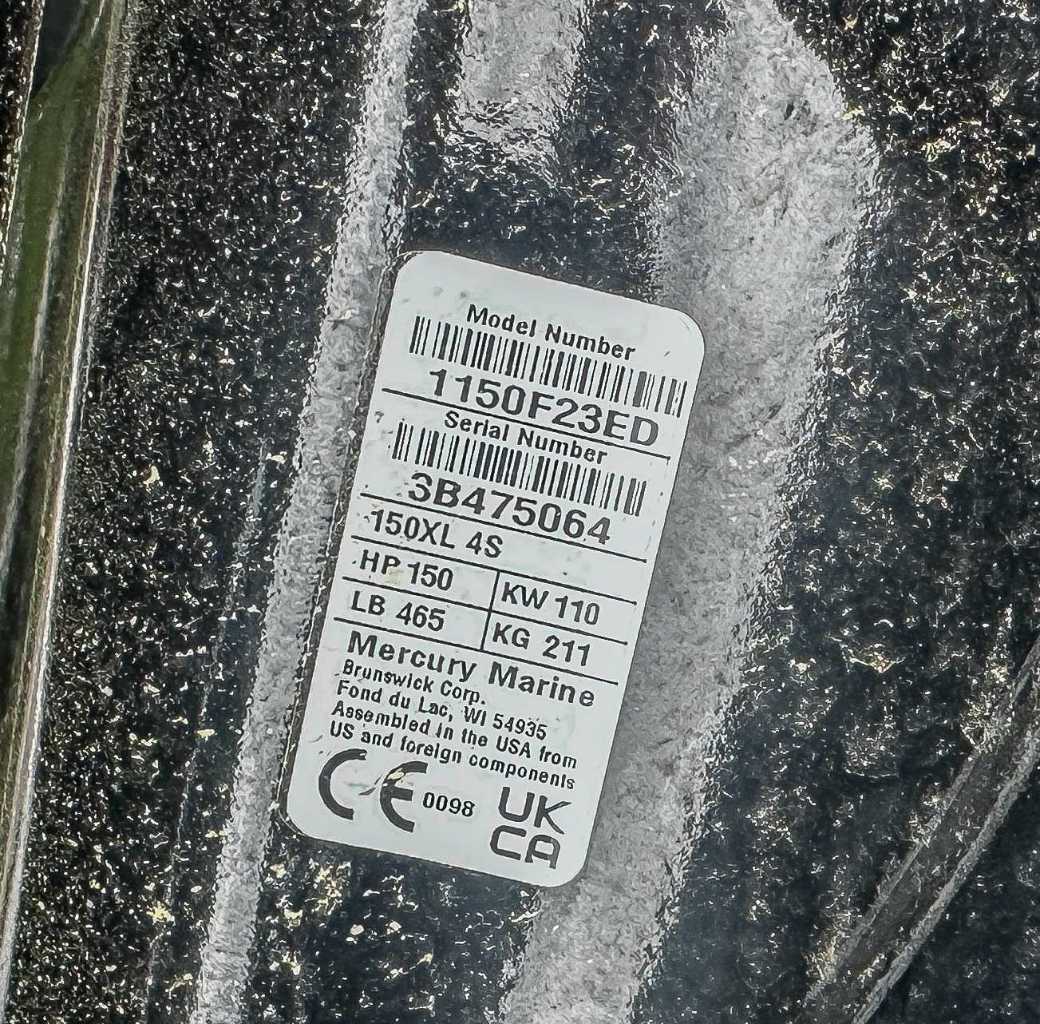 Model Number
1150F23ED
Serial Number
3B475064
150XL 4S
HP 150 KW 110
LB 465 KG 211
Mercury Marine
Brunswick Corp.
Fond du Lac, WI 54935
Assembled in the USA from
US and foreign components
CE 0098 UK
CA